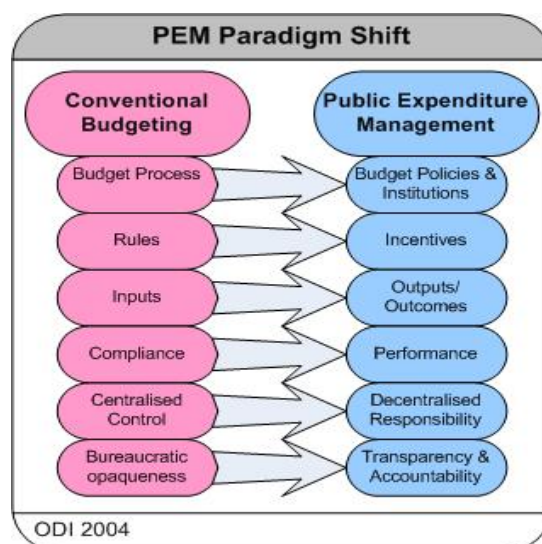 PEM Paradigm Shift
Conventional
Budgeting
Public Expenditure
Management
Budget Process
Budget Policies &
Institutions
Rules
Incentives
Inputs
Outputs/
Outcomes
Compliance
Performance
Centralised
Control
Decentralised
Responsibility
Bureaucratic
opaqueness
Transparency &
Accountability
ODI 2004